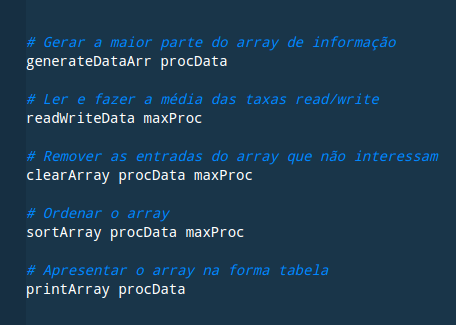 # Gerar a maior parte do array de informação
generateDataArr procData
# Ler e fazer a média das taxas read/write
readWriteData maxProc
# Remover as entradas do array que não interessam
clearArray procData maxProc
# Ordenar o array
sortArray procData maxProc
# Apresentar o array na forma tabela
printArray procData